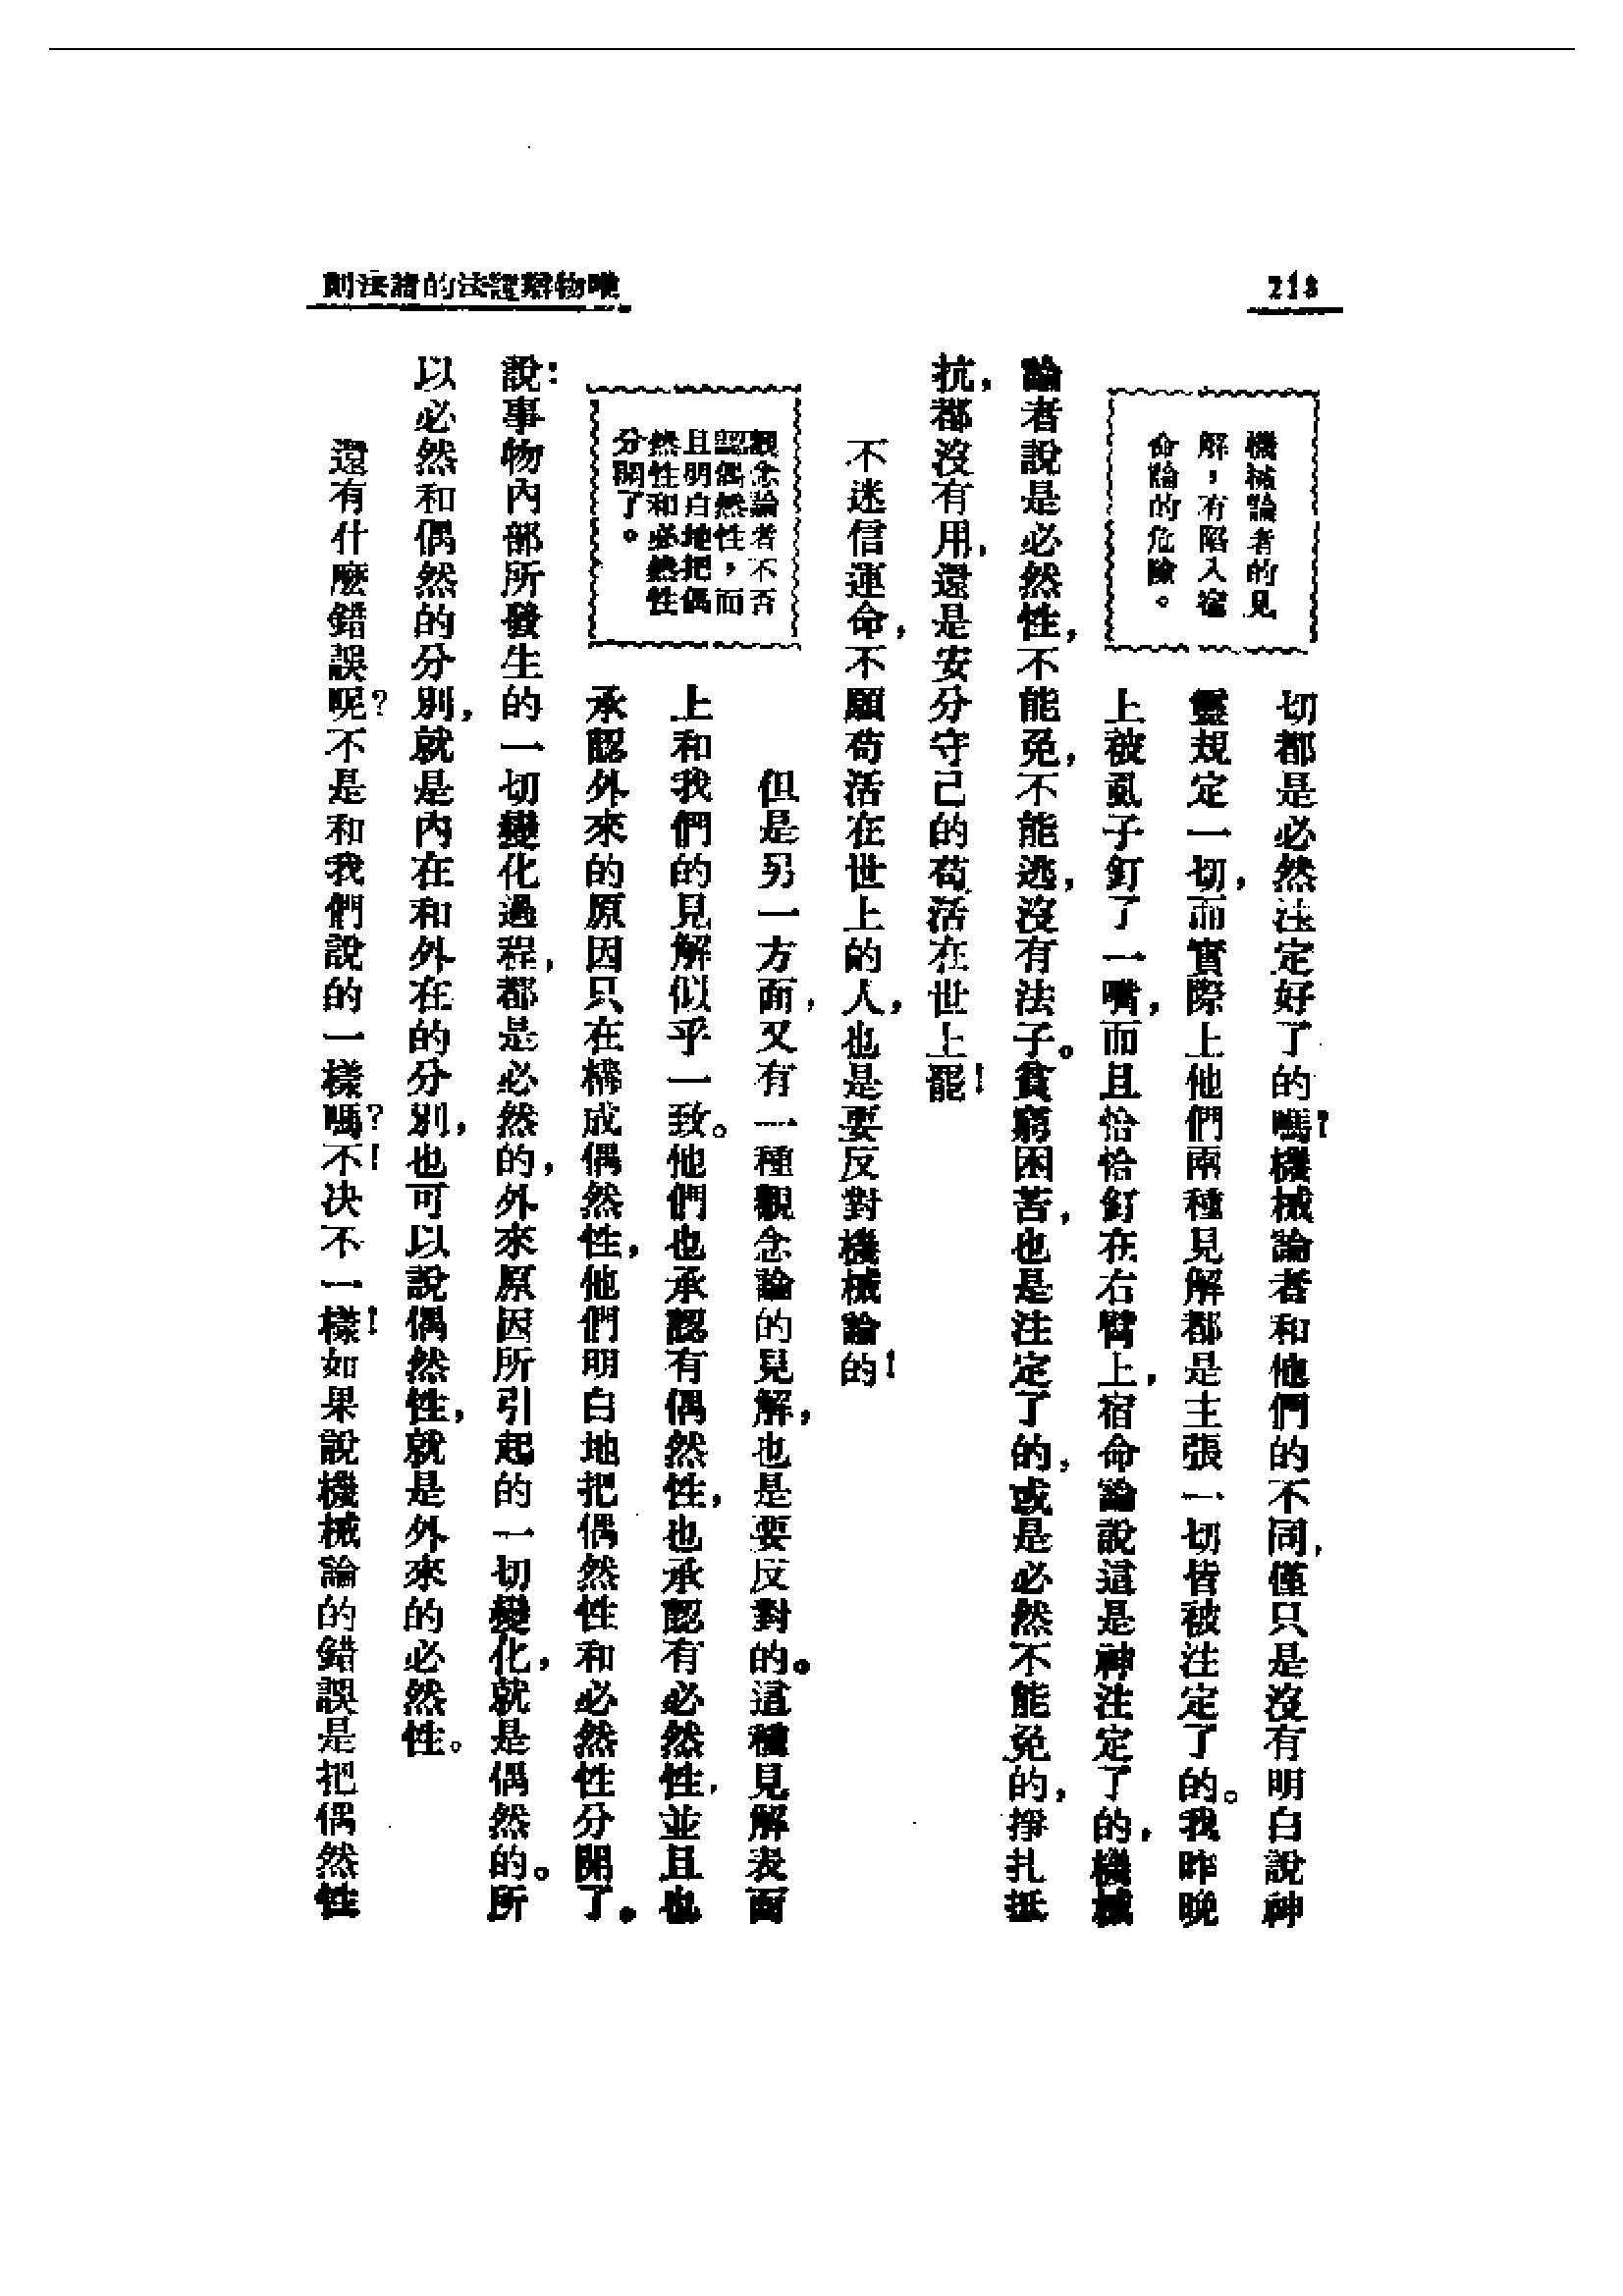 218
唯物辯證法的諸法則
機械論者的見
解，有陷入宿
命論的危險。
切都是必然注定好了的嗎？機械論者和他們的不同，僅只是沒有明白說神
靈規定一切，而實際上他們兩種見解都是主張一切皆被注定了的。我昨晚
上被虱子釘了一嘴，而且恰恰釘在右臂上，宿命論說這是神注定了的，機械
論者說是必然性，不能免，不能逃，沒有法子。貧窮困苦，也是注定了的，或是必然不能免的，掙扎抵
抗，都沒有用，還是安分守己的苟活在世上罷！
不迷信運命，不願苟活在世上的人，也是要反對機械論的！
但是另一方面，又有一種觀念論的見解，也是要反對的。這種見解表面
觀念論者不否
認偶然性，而
且明白地把偶
然性和必然性
分開了。
上和我們的見解似乎一致。他們也承認有偶然性，也承認有必然性，並且也
承認外來的原因只在構成偶然性，他們明白地把偶然性和必然性分開了。
說：事物內部所發生的一切變化過程，都是必然的，外來原因所引起的一切變化，就是偶然的。所
以必然和偶然的分別，就是內在和外在的分別，也可以說偶然性，就是外來的必然性。
還有什麼錯誤呢？不是和我們說的一樣嗎？不！決不一樣！如果說機械論的錯誤是把偶然性